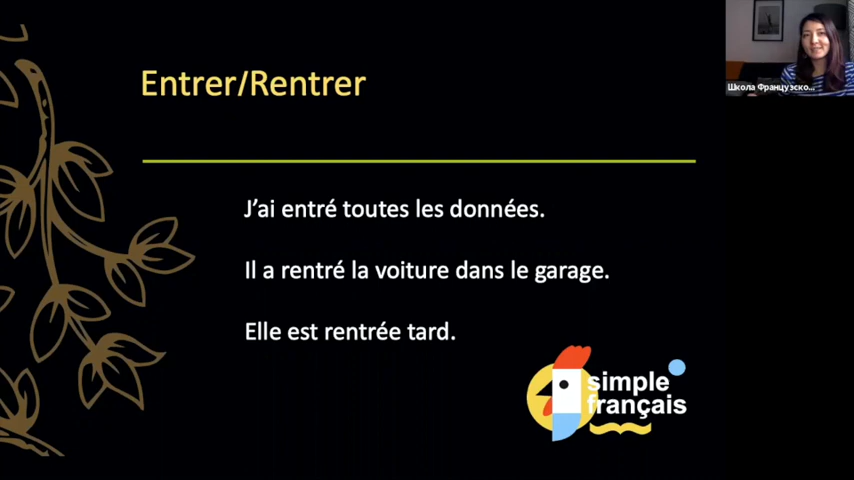 Entrer/Rentrer
Школа Французско...
J’ai entré toutes les données.
Il a rentré la voiture dans le garage.
Elle est rentrée tard.
simple
français